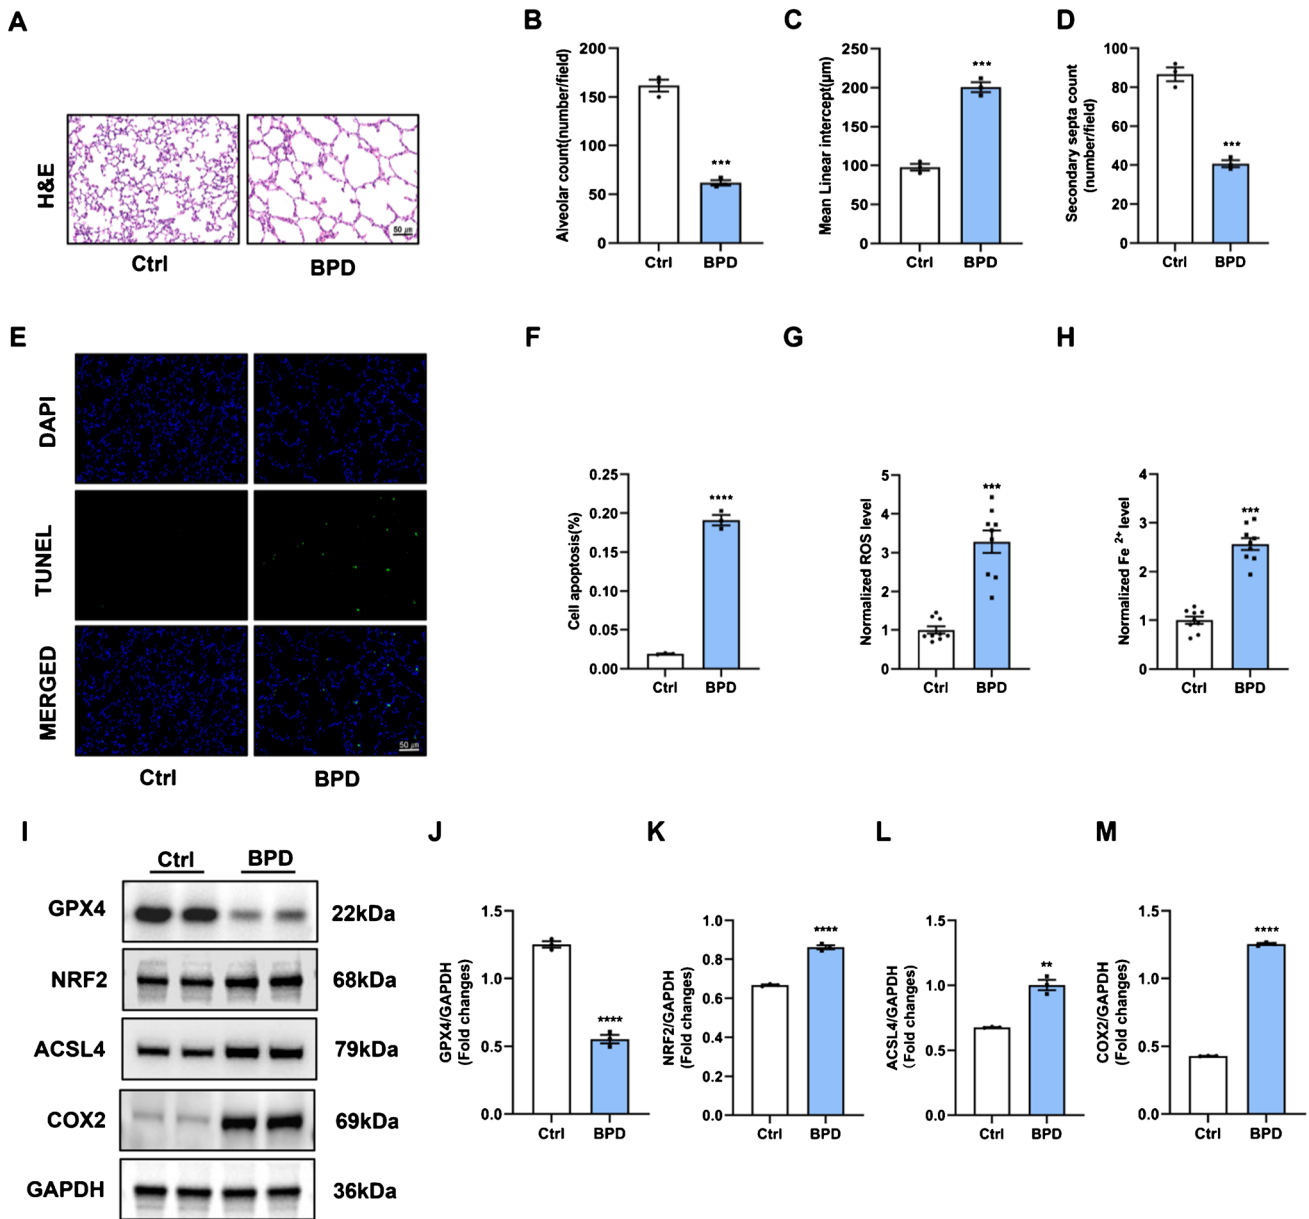 A
B
C
D
H&E
50 μm
Ctrl
BPD
Alveolar count(number/field)
200
150
100
50
0
***
Ctrl
BPD
Mean Linear intercept(μm)
250
200
150
100
50
0
***
Ctrl
BPD
Secondary septa count
(number/field)
100
80
60
40
20
0
***
Ctrl
BPD
E
F
G
H
DAPI
TUNEL
MERGED
50 μm
Ctrl
BPD
Cell apoptosis(%)
0.25
0.20
0.15
0.10
0.05
0.00
****
Ctrl
BPD
Normalized ROS level
5
4
3
2
1
0
***
Ctrl
BPD
Normalized Fe 2+ level
4
3
2
1
0
***
Ctrl
BPD
I
J
K
L
M
Ctrl
BPD
GPX4
22kDa
NRF2
68kDa
ACSL4
79kDa
COX2
69kDa
GAPDH
36kDa
GPX4/GAPDH
(Fold changes)
1.5
1.0
0.5
0.0
****
Ctrl
BPD
NRF2/GAPDH
(Fold changes)
1.0
0.8
0.6
0.4
0.2
0.0
****
Ctrl
BPD
ACSL4/GAPDH
(Fold changes)
1.5
1.0
0.5
0.0
**
Ctrl
BPD
COX2/GAPDH
(Fold changes)
1.5
1.0
0.5
0.0
****
Ctrl
BPD